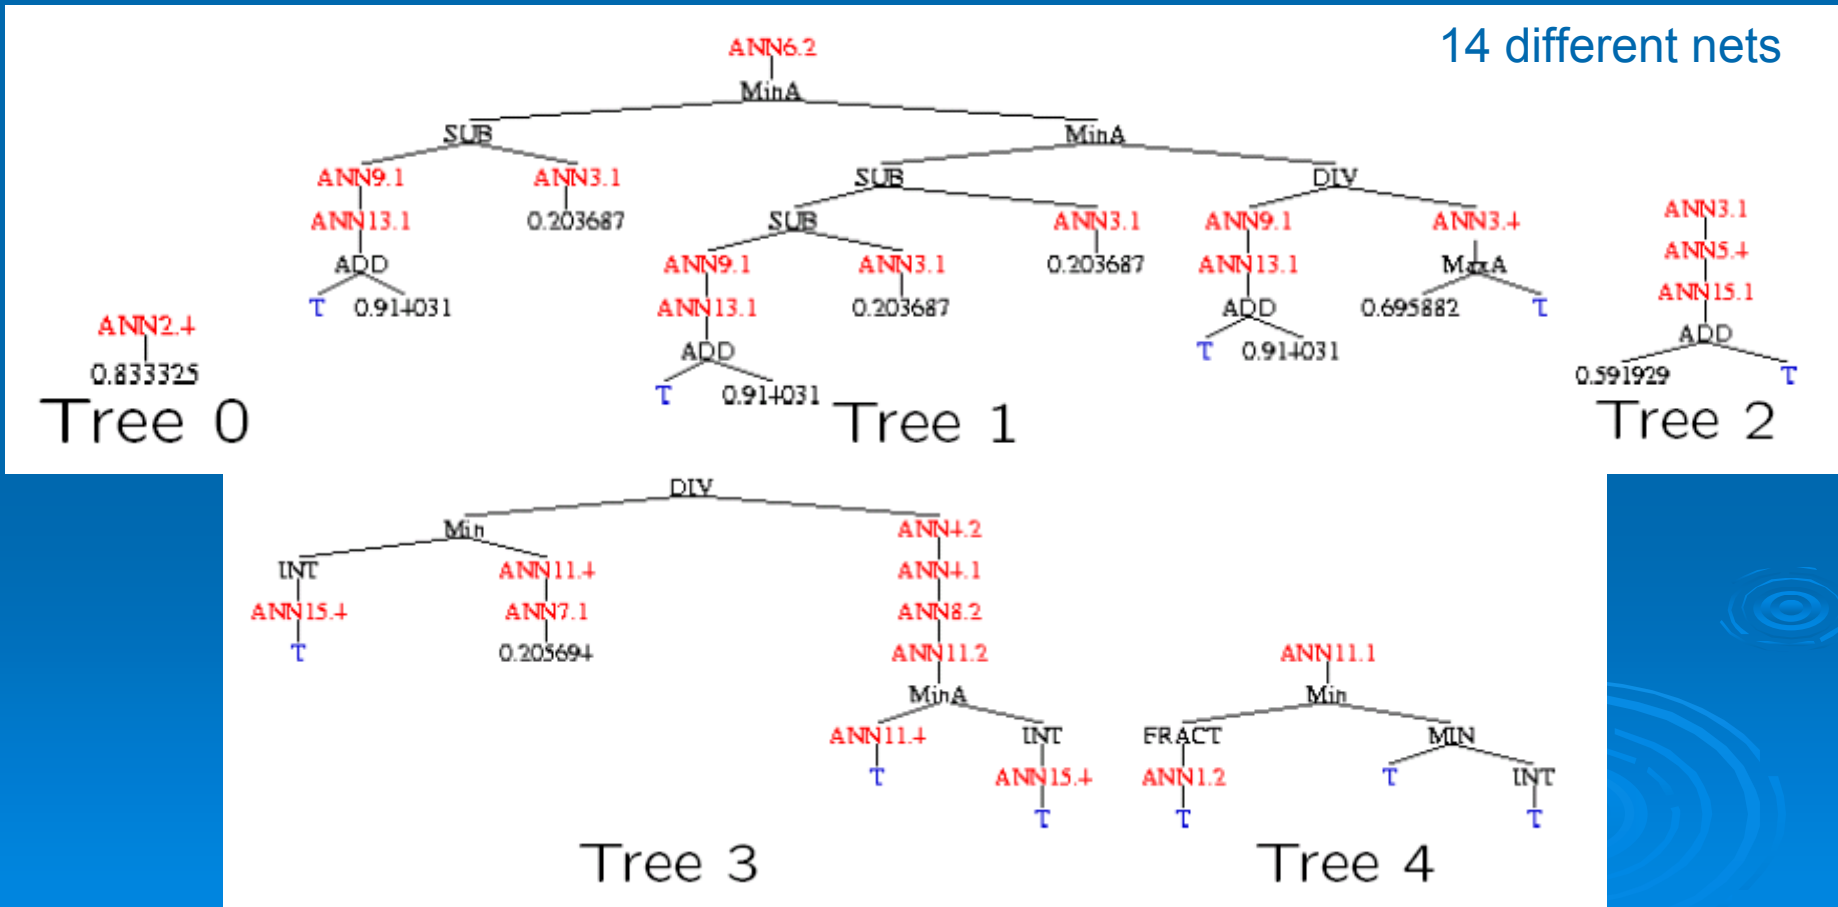 14 different nets
ANN6.2
MinA
SUB MinA
ANN9.1 ANN3.1 SUB DIV
ANN13.1 0.203687 SUB ANN3.1 ANN9.1 ANN3.4 ANN3.1
ADD ANN9.1 ANN3.1 0.203687 ANN13.1 MaxA ANN5.4
T 0.914031 ANN13.1 0.203687 ADD 0.695882 T ANN15.1
ANN2.4 ADD T 0.914031 ADD
0.833325 T 0.914031 0.591929 T
Tree 0 Tree 1 Tree 2
DIV
Min ANN4.2
INT ANN11.4 ANN4.1
ANN15.4 ANN7.1 ANN8.2
T 0.205694 ANN11.2 ANN11.1
MinA Min
ANN11.4 INT FRACT MIN
T ANN15.4 ANN1.2 T INT
T T T
Tree 3 Tree 4